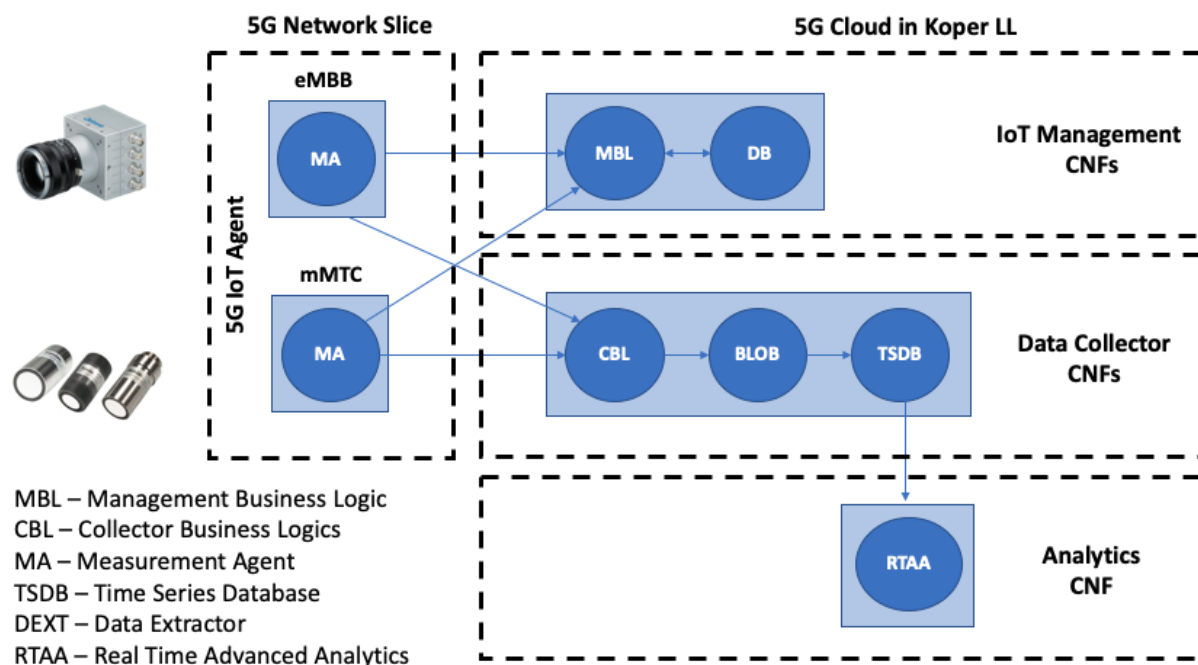 5G Network Slice
5G Cloud in Koper LL
5G IoT Agent
eMBB
MA
mMTC
MA
MBL
DB
IoT Management
CNFs
CBL
BLOB
TSDB
Data Collector
CNFs
RTAA
Analytics
CNF
MBL – Management Business Logic
CBL – Collector Business Logics
MA – Measurement Agent
TSDB – Time Series Database
DEXT – Data Extractor
RTAA – Real Time Advanced Analytics